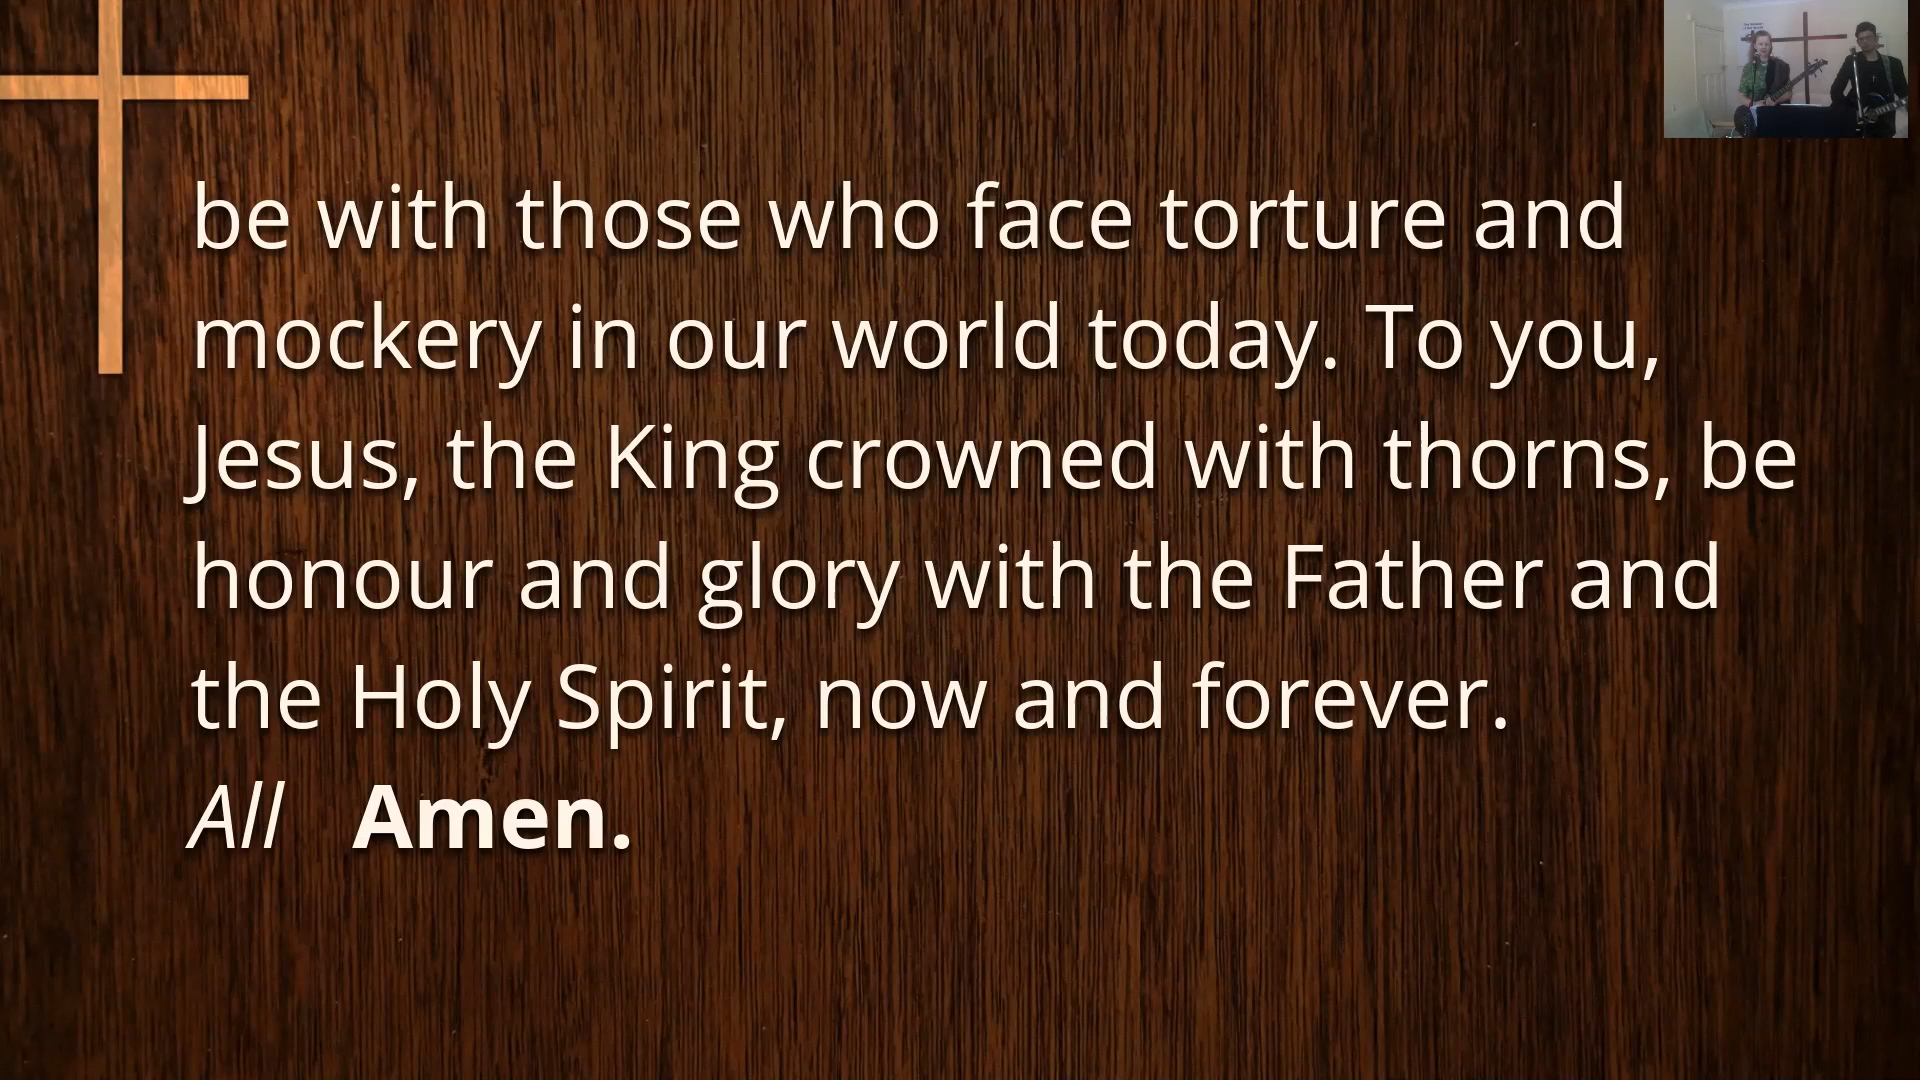 be with those who face torture and
mockery in our world today. To you,
Jesus, the King crowned with thorns, be
honour and glory with the Father and
the Holy Spirit, now and forever.
All Amen.